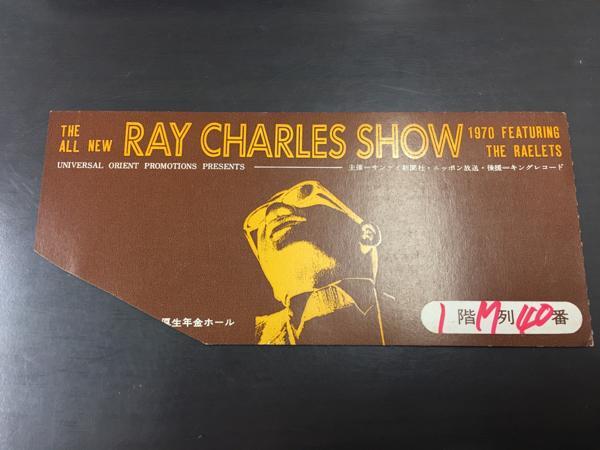 THE
ALL NEW
RAY CHARLES SHOW
1970 FEATURING
THE RAELETS
UNIVERSAL ORIENT PROMOTIONS PRESENTS
主催ーサンケイ新聞社・ニッポン放送・後援ーキングレコード
厚生年金ホール
1階M列40番